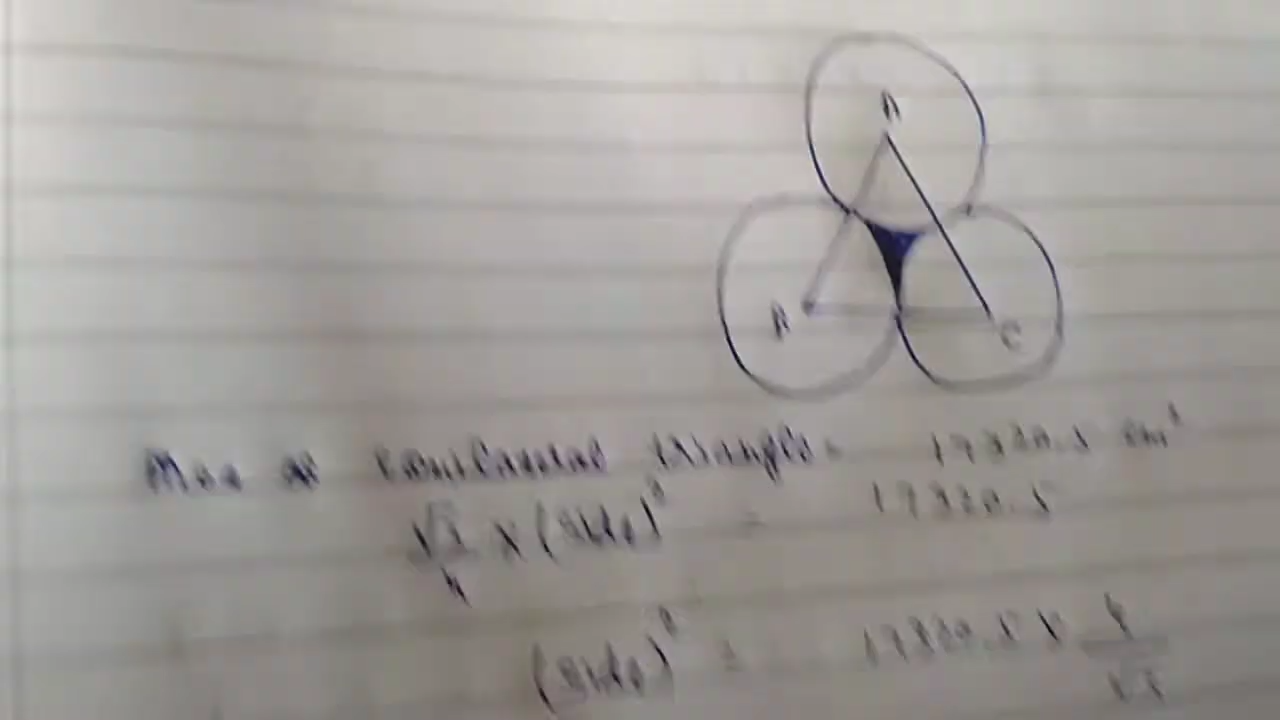 A
B
C
Area of equilateral triangle = 17320.5 cm²
√3/4 × (side)² = 17320.5
(side)² = 17320.5 × 4/√3